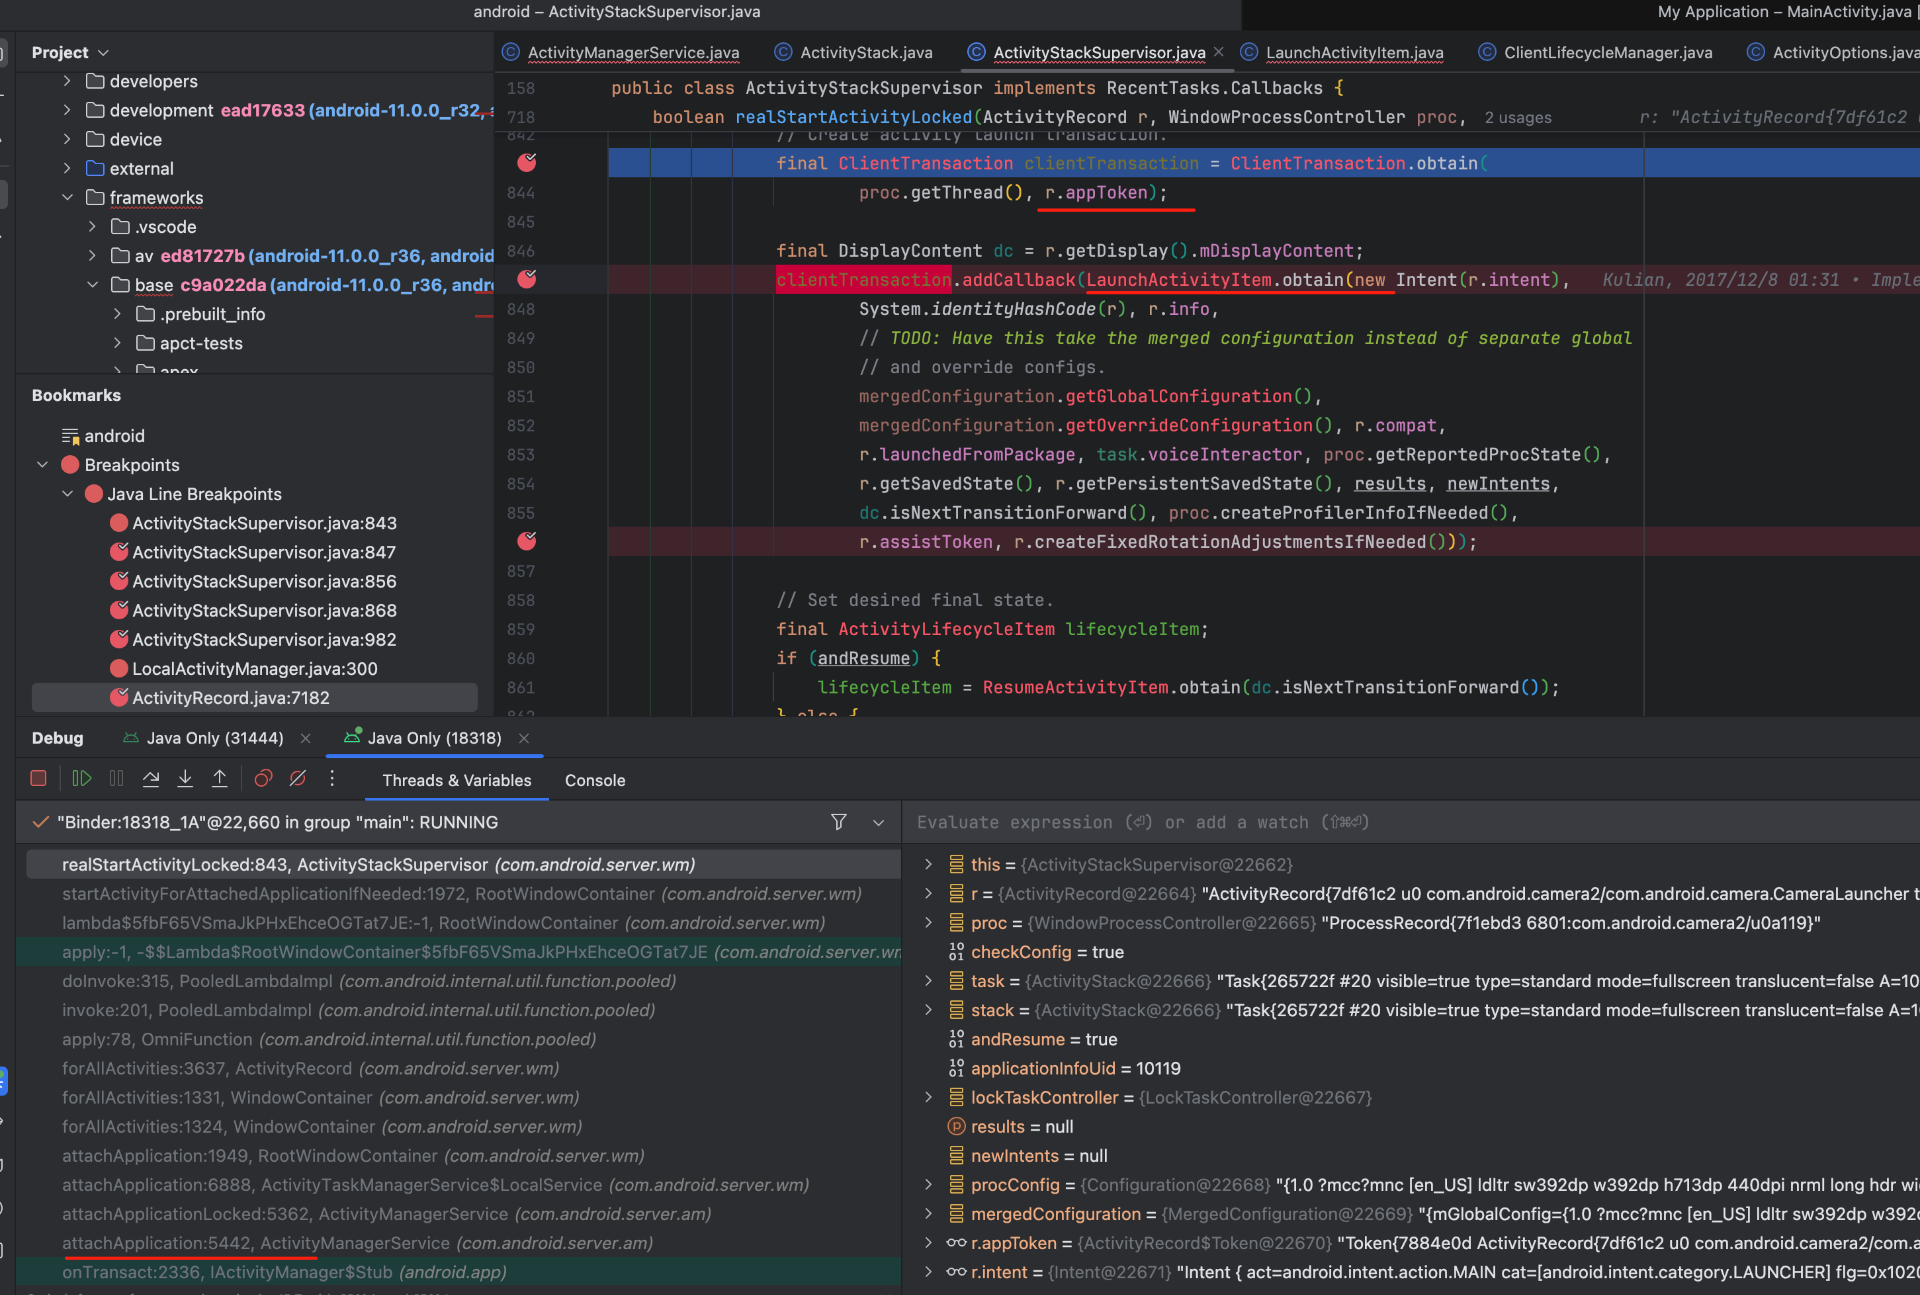 android – ActivityStackSupervisor.java
My Application – MainActivity.java
Project
ActivityManagerService.java
ActivityStack.java
ActivityStackSupervisor.java
LaunchActivityItem.java
ClientLifecycleManager.java
ActivityOptions.java
developers
development ead17633 (android-11.0.0_r32,
device
external
frameworks
.vscode
av ed81727b (android-11.0.0_r36, android
base c9a022da (android-11.0.0_r36, andro
.prebuilt_info
apct-tests
apex
158 public class ActivityStackSupervisor implements RecentTasks.Callbacks {
718 boolean realStartActivityLocked(ActivityRecord r, WindowProcessController proc, 2 usages r: "ActivityRecord{7df61c2
842 // Create activity launch transaction.
final ClientTransaction clientTransaction = ClientTransaction.obtain(
844 proc.getThread(), r.appToken);
845
846 final DisplayContent dc = r.getDisplay().mDisplayContent;
clientTransaction.addCallback(LaunchActivityItem.obtain(new Intent(r.intent), Kulian, 2017/12/8 01:31 • Imple
848 System.identityHashCode(r), r.info,
849 // TODO: Have this take the merged configuration instead of separate global
850 // and override configs.
851 mergedConfiguration.getGlobalConfiguration(),
852 mergedConfiguration.getOverrideConfiguration(), r.compat,
853 r.launchedFromPackage, task.voiceInteractor, proc.getReportedProcState(),
854 r.getSavedState(), r.getPersistentSavedState(), results, newIntents,
855 dc.isNextTransitionForward(), proc.createProfilerInfoIfNeeded(),
r.assistToken, r.createFixedRotationAdjustmentsIfNeeded()));
857
858 // Set desired final state.
859 final ActivityLifecycleItem lifecycleItem;
860 if (andResume) {
861 lifecycleItem = ResumeActivityItem.obtain(dc.isNextTransitionForward());
862 } else {
Bookmarks
android
Breakpoints
Java Line Breakpoints
ActivityStackSupervisor.java:843
ActivityStackSupervisor.java:847
ActivityStackSupervisor.java:856
ActivityStackSupervisor.java:868
ActivityStackSupervisor.java:982
LocalActivityManager.java:300
ActivityRecord.java:7182
Debug
Java Only (31444)
Java Only (18318)
Threads & Variables
Console
"Binder:18318_1A"@22,660 in group "main": RUNNING
realStartActivityLocked:843, ActivityStackSupervisor (com.android.server.wm)
startActivityForAttachedApplicationIfNeeded:1972, RootWindowContainer (com.android.server.wm)
lambda$5fbF65VSmaJkPHxEhceOGTat7JE:-1, RootWindowContainer (com.android.server.wm)
apply:-1, -$$Lambda$RootWindowContainer$5fbF65VSmaJkPHxEhceOGTat7JE (com.android.server.wm
doInvoke:315, PooledLambdaImpl (com.android.internal.util.function.pooled)
invoke:201, PooledLambdaImpl (com.android.internal.util.function.pooled)
apply:78, OmniFunction (com.android.internal.util.function.pooled)
forAllActivities:3637, ActivityRecord (com.android.server.wm)
forAllActivities:1331, WindowContainer (com.android.server.wm)
forAllActivities:1324, WindowContainer (com.android.server.wm)
attachApplication:1949, RootWindowContainer (com.android.server.wm)
attachApplication:6888, ActivityTaskManagerService$LocalService (com.android.server.wm)
attachApplicationLocked:5362, ActivityManagerService (com.android.server.am)
attachApplication:5442, ActivityManagerService (com.android.server.am)
onTransact:2336, IActivityManager$Stub (android.app)
Evaluate expression (⏎) or add a watch (⇧⌘⏎)
this = {ActivityStackSupervisor@22662}
r = {ActivityRecord@22664} "ActivityRecord{7df61c2 u0 com.android.camera2/com.android.camera.CameraLauncher t
proc = {WindowProcessController@22665} "ProcessRecord{7f1ebd3 6801:com.android.camera2/u0a119}"
checkConfig = true
task = {ActivityStack@22666} "Task{265722f #20 visible=true type=standard mode=fullscreen translucent=false A=10
stack = {ActivityStack@22666} "Task{265722f #20 visible=true type=standard mode=fullscreen translucent=false A=1
andResume = true
applicationInfoUid = 10119
lockTaskController = {LockTaskController@22667}
results = null
newIntents = null
procConfig = {Configuration@22668} "{1.0 ?mcc?mnc [en_US] ldltr sw392dp w392dp h713dp 440dpi nrml long hdr wi
mergedConfiguration = {MergedConfiguration@22669} "{mGlobalConfig={1.0 ?mcc?mnc [en_US] ldltr sw392dp w392d
r.appToken = {ActivityRecord$Token@22670} "Token{7884e0d ActivityRecord{7df61c2 u0 com.android.camera2/com.a
r.intent = {Intent@22671} "Intent { act=android.intent.action.MAIN cat=[android.intent.category.LAUNCHER] flg=0x1020